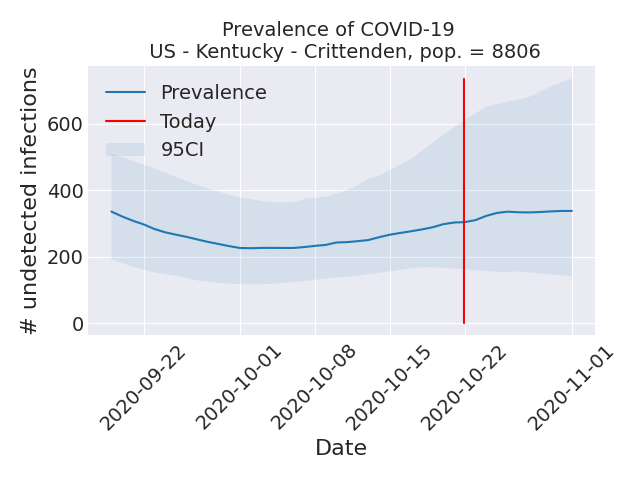 Prevalence of COVID-19
US - Kentucky - Crittenden, pop. = 8806
# undetected infections
600
400
200
0
Prevalence
Today
95CI
2020-09-22
2020-10-01
2020-10-08
2020-10-15
2020-10-22
2020-11-01
Date